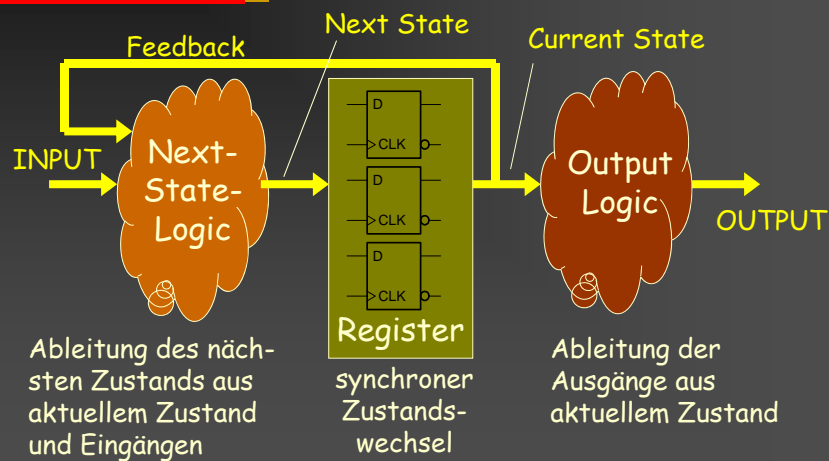 Next State
Current State
Feedback
INPUT
Next-
State-
Logic
D
CLK
D
CLK
D
CLK
Register
Output
Logic
OUTPUT
Ableitung des näch-
sten Zustands aus
aktuellem Zustand
und Eingängen
synchroner
Zustands-
wechsel
Ableitung der
Ausgänge aus
aktuellem Zustand